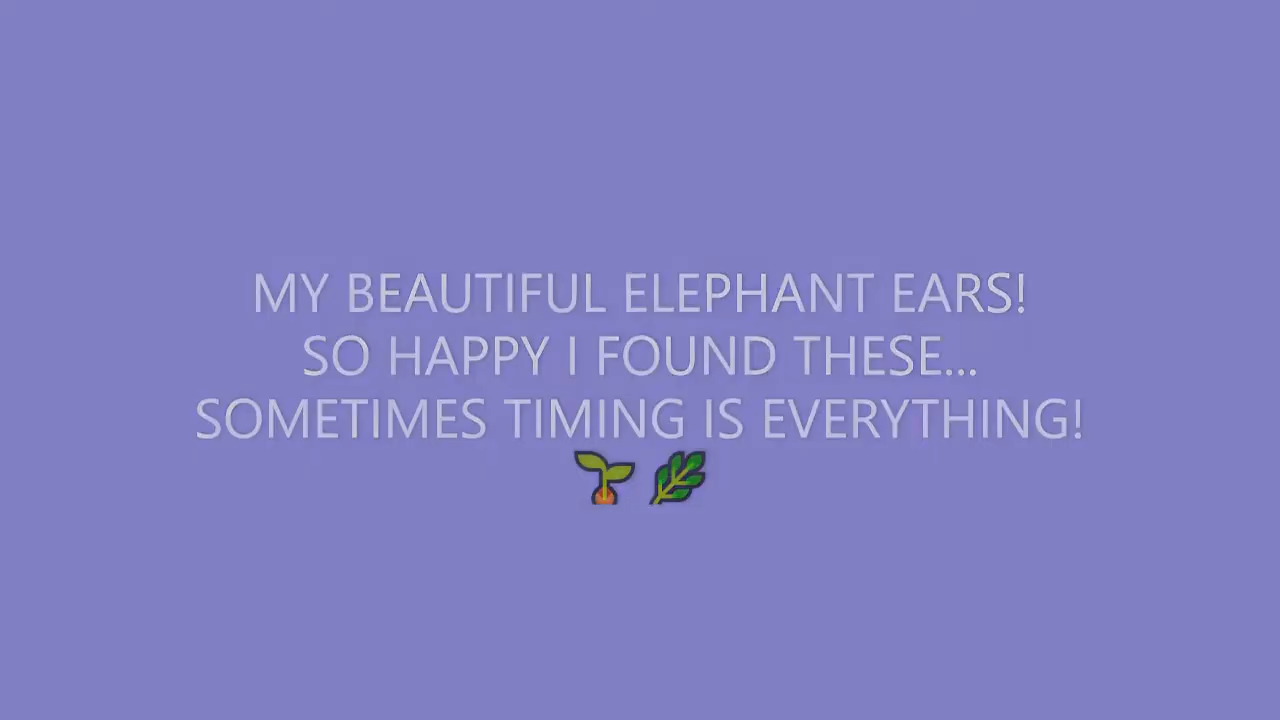 MY BEAUTIFUL ELEPHANT EARS!
SO HAPPY I FOUND THESE...
SOMETIMES TIMING IS EVERYTHING!